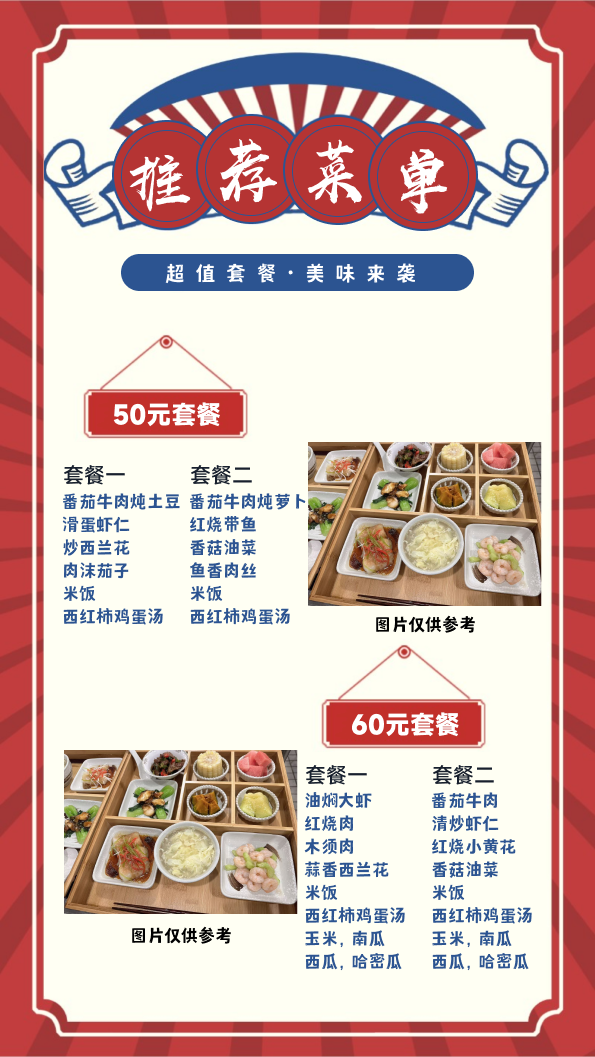 推荐菜单
超值套餐·美味来袭
50元套餐
套餐一
番茄牛肉炖土豆
滑蛋虾仁
炒西兰花
肉沫茄子
米饭
西红柿鸡蛋汤
套餐二
番茄牛肉炖萝卜
红烧带鱼
香菇油菜
鱼香肉丝
米饭
西红柿鸡蛋汤
图片仅供参考
60元套餐
套餐一
油焖大虾
红烧肉
木须肉
蒜香西兰花
米饭
西红柿鸡蛋汤
玉米, 南瓜
西瓜, 哈密瓜
套餐二
番茄牛肉
清炒虾仁
红烧小黄花
香菇油菜
米饭
西红柿鸡蛋汤
玉米, 南瓜
西瓜, 哈密瓜
图片仅供参考